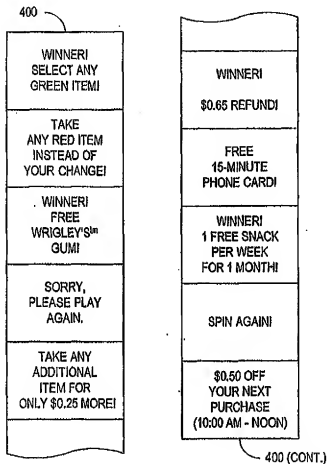 400
WINNER!
SELECT ANY
GREEN ITEM!
TAKE
ANY RED ITEM
INSTEAD OF
YOUR CHANGE!
WINNER!
FREE
WRIGLEY'S™
GUM!
SORRY,
PLEASE PLAY
AGAIN.
TAKE ANY
ADDITIONAL
ITEM FOR
ONLY $0.25 MORE!
WINNER!
$0.65 REFUND!
FREE
15-MINUTE
PHONE CARD!
WINNER!
1 FREE SNACK
PER WEEK
FOR 1 MONTH!
SPIN AGAIN!
$0.50 OFF
YOUR NEXT
PURCHASE
(10:00 AM - NOON)
400 (CONT.)